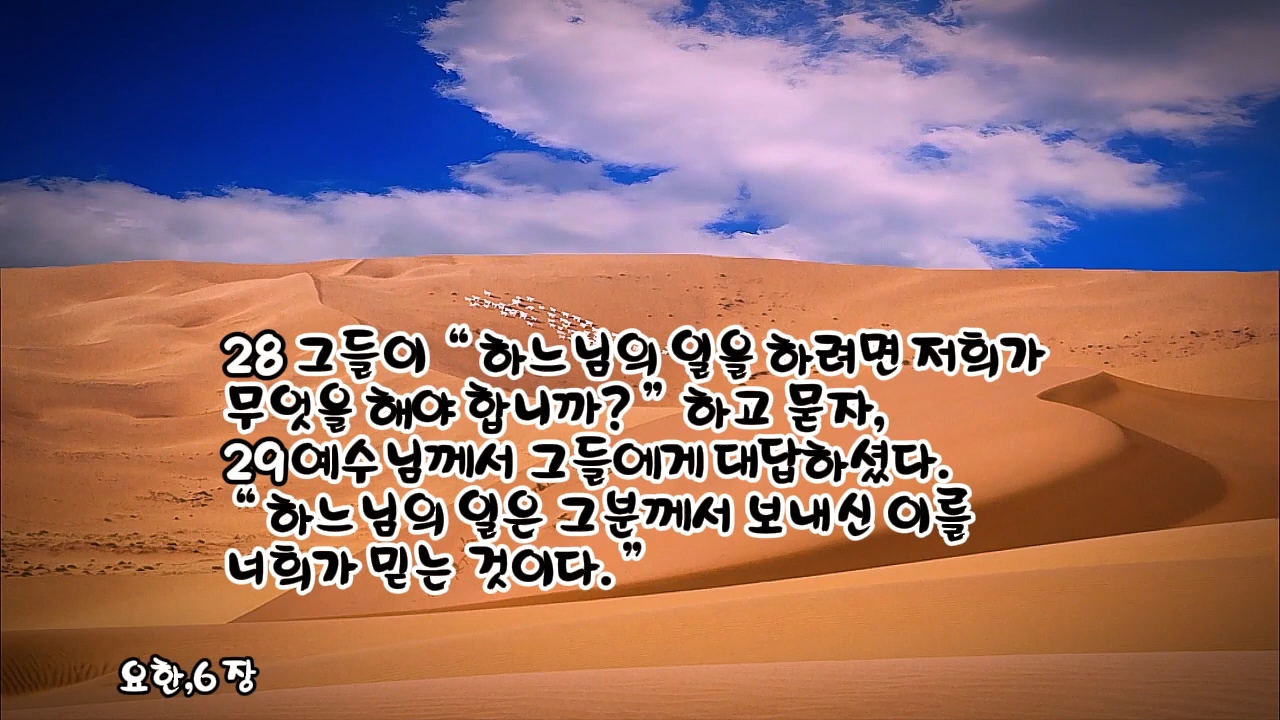 28 그들이 “하느님의 일을 하려면 저희가
무엇을 해야 합니까?” 하고 묻자,
29 예수님께서 그들에게 대답하셨다.
“하느님의 일은 그분께서 보내신 이를
너희가 믿는 것이다.”
요한,6 장